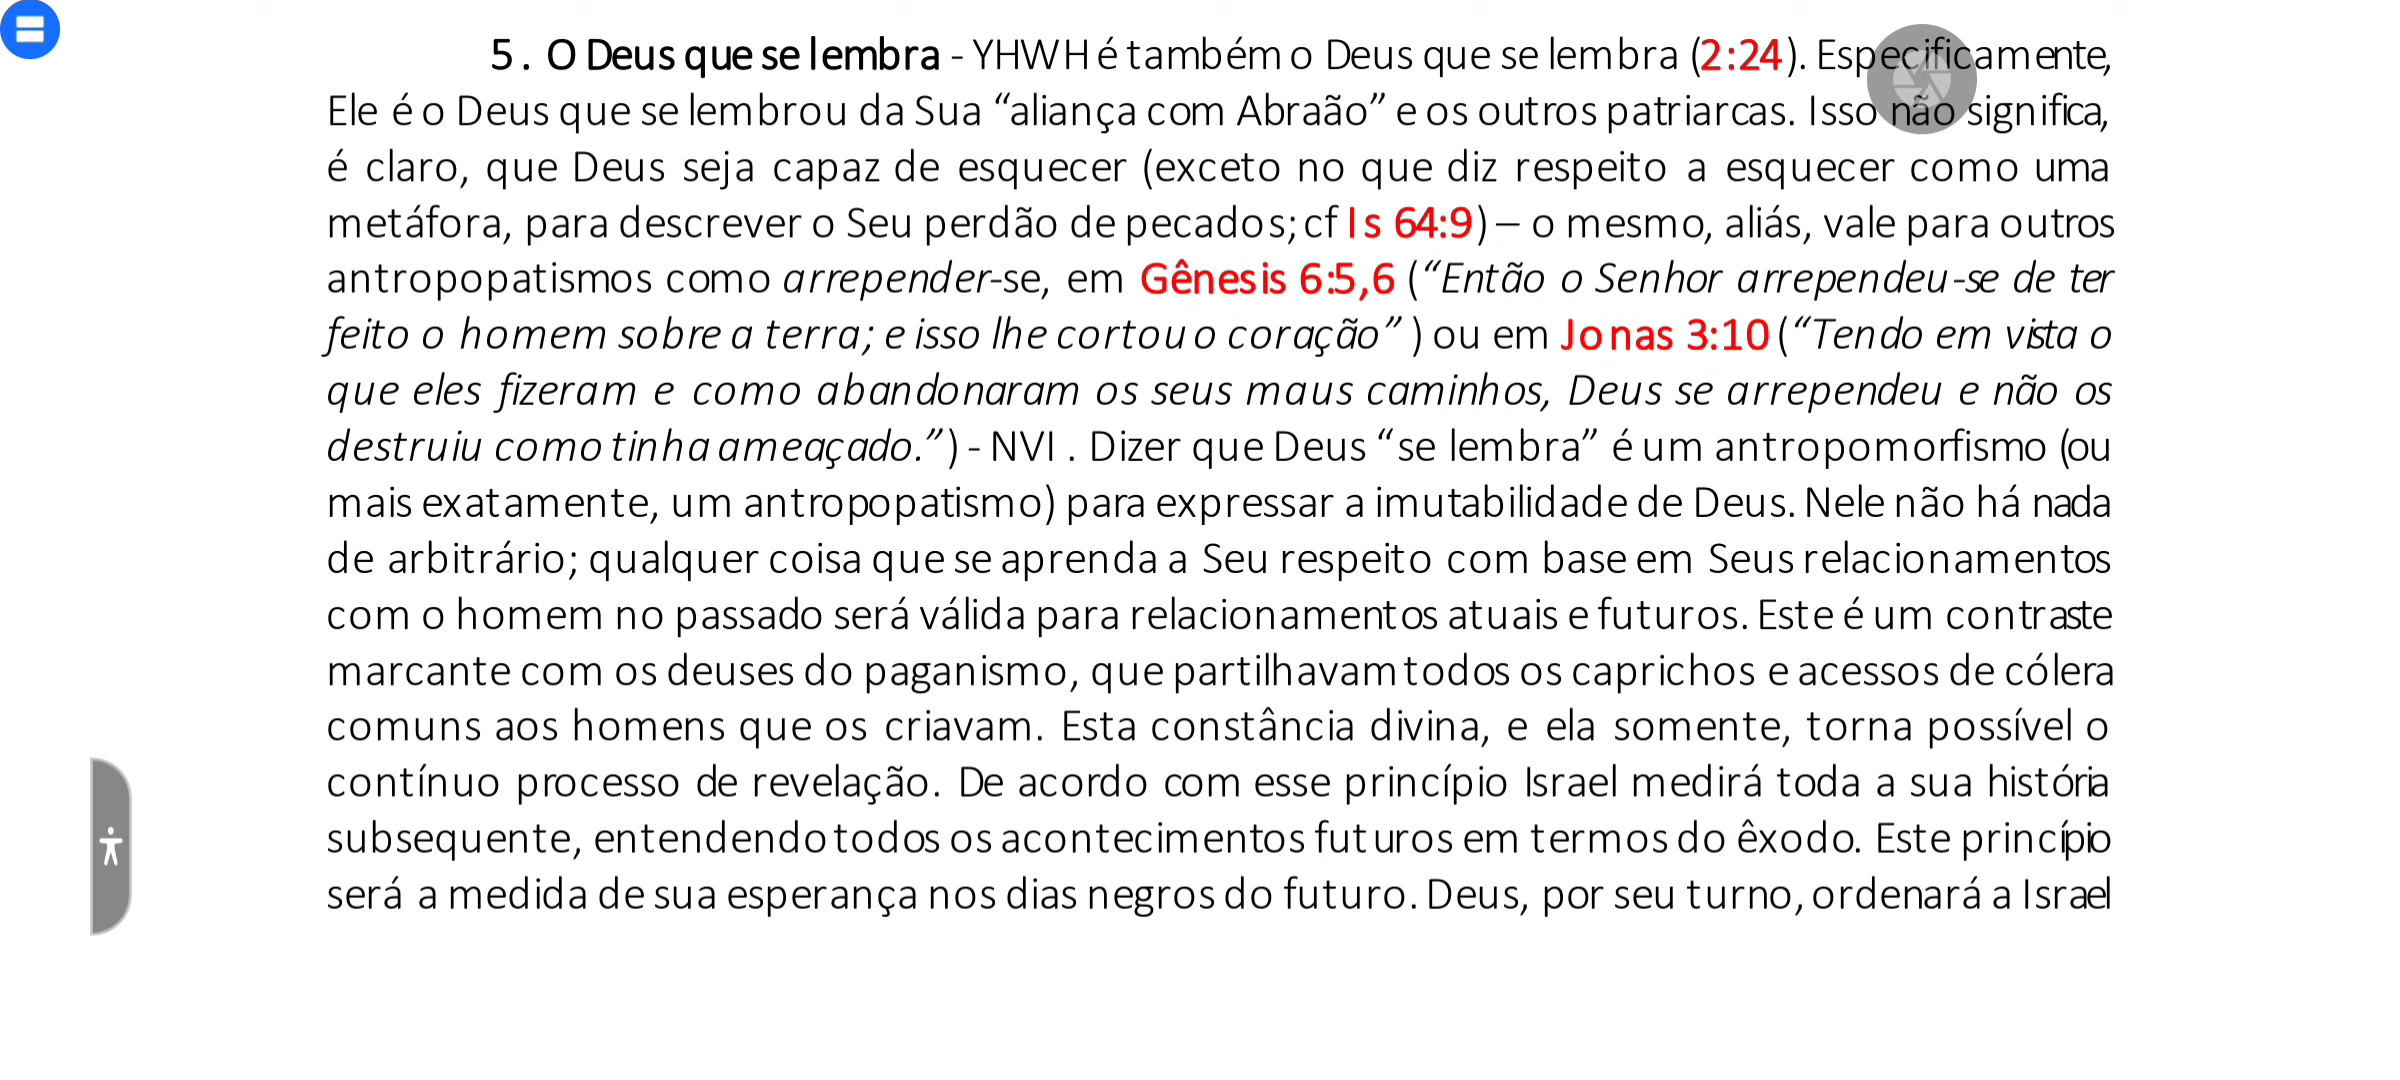 5. O Deus que se lembra - YHWH é também o Deus que se lembra (2:24). Especificamente,
Ele é o Deus que se lembrou da Sua “aliança com Abraão” e os outros patriarcas. Isso não significa,
é claro, que Deus seja capaz de esquecer (exceto no que diz respeito a esquecer como uma
metáfora, para descrever o Seu perdão de pecados; cf Is 64:9) – o mesmo, aliás, vale para outros
antropopatismos como arrepender-se, em Gênesis 6:5,6 (“Então o Senhor arrependeu-se de ter
feito o homem sobre a terra; e isso lhe cortou o coração” ) ou em Jonas 3:10 (“Tendo em vista o
que eles fizeram e como abandonaram os seus maus caminhos, Deus se arrependeu e não os
destruiu como tinha ameaçado.”) - NVI . Dizer que Deus “se lembra” é um antropomorfismo (ou
mais exatamente, um antropopatismo) para expressar a imutabilidade de Deus. Nele não há nada
de arbitrário; qualquer coisa que se aprenda a Seu respeito com base em Seus relacionamentos
com o homem no passado será válida para relacionamentos atuais e futuros. Este é um contraste
marcante com os deuses do paganismo, que partilhavam todos os caprichos e acessos de cólera
comuns aos homens que os criavam. Esta constância divina, e ela somente, torna possível o
contínuo processo de revelação. De acordo com esse princípio Israel medirá toda a sua história
subsequente, entendendo todos os acontecimentos futuros em termos do êxodo. Este princípio
será a medida de sua esperança nos dias negros do futuro. Deus, por seu turno, ordenará a Israel